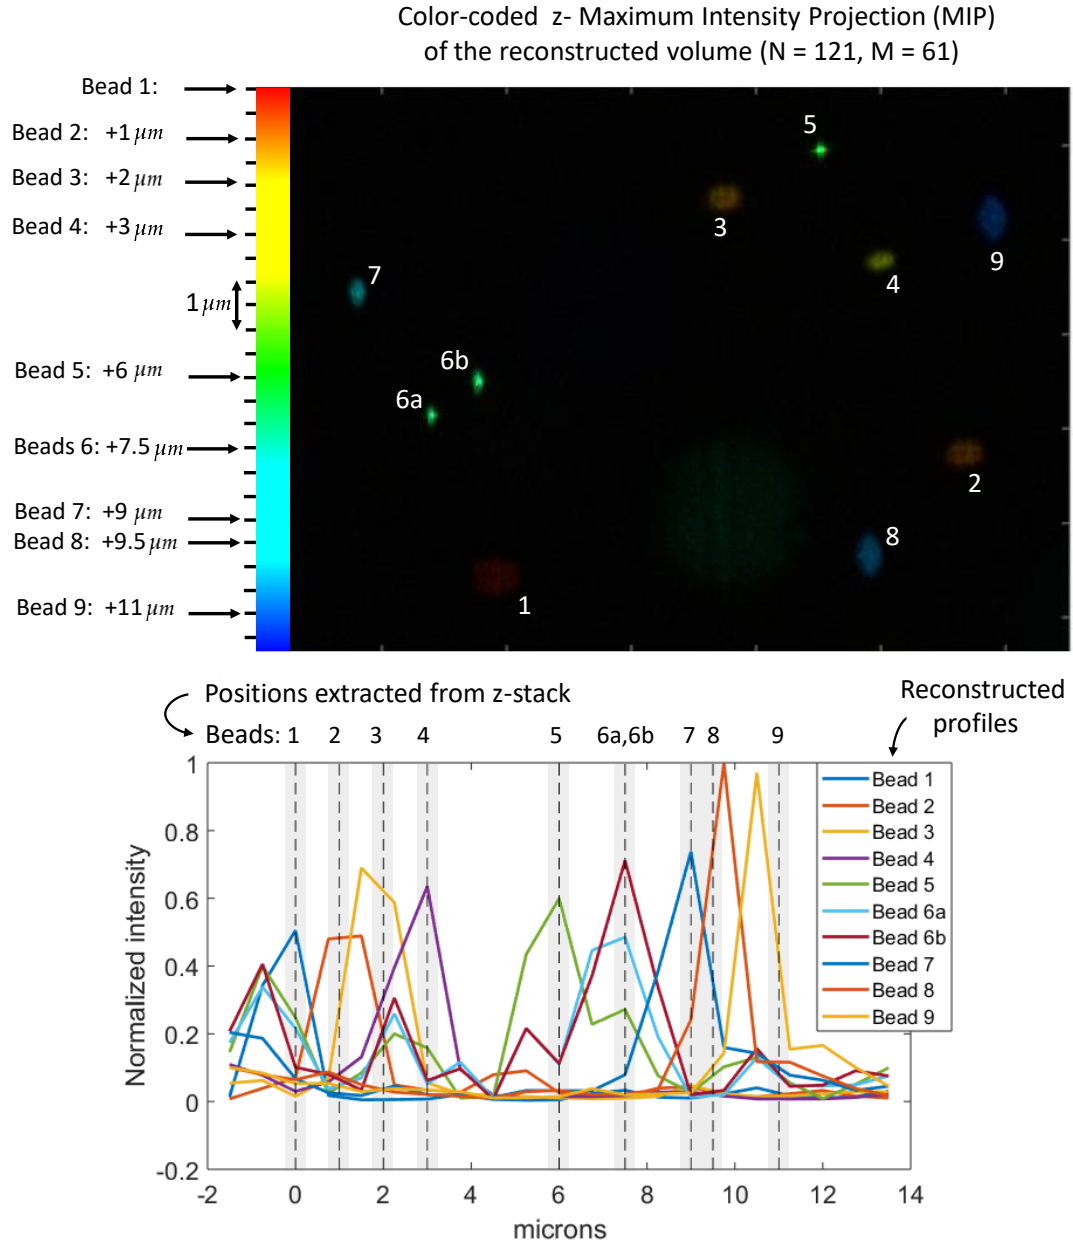 Color-coded z- Maximum Intensity Projection (MIP)
of the reconstructed volume (N = 121, M = 61)
Bead 1:
Bead 2: +1 μm
Bead 3: +2 μm
Bead 4: +3 μm
1 μm
Bead 5: +6 μm
Beads 6: +7.5 μm
Bead 7: +9 μm
Bead 8: +9.5 μm
Bead 9: +11 μm
5
3
9
4
7
6b
6a
2
8
1
Positions extracted from z-stack
Beads: 1 2 3 4 5 6a,6b 7 8 9
Reconstructed
profiles
Normalized intensity
1
0.8
0.6
0.4
0.2
0
-0.2
-2 0 2 4 6 8 10 12 14
microns
Bead 1
Bead 2
Bead 3
Bead 4
Bead 5
Bead 6a
Bead 6b
Bead 7
Bead 8
Bead 9